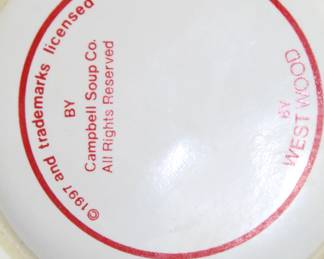 ©1997 and trademarks licensed
BY
Campbell Soup Co.
All Rights Reserved
BY
WESTWOOD